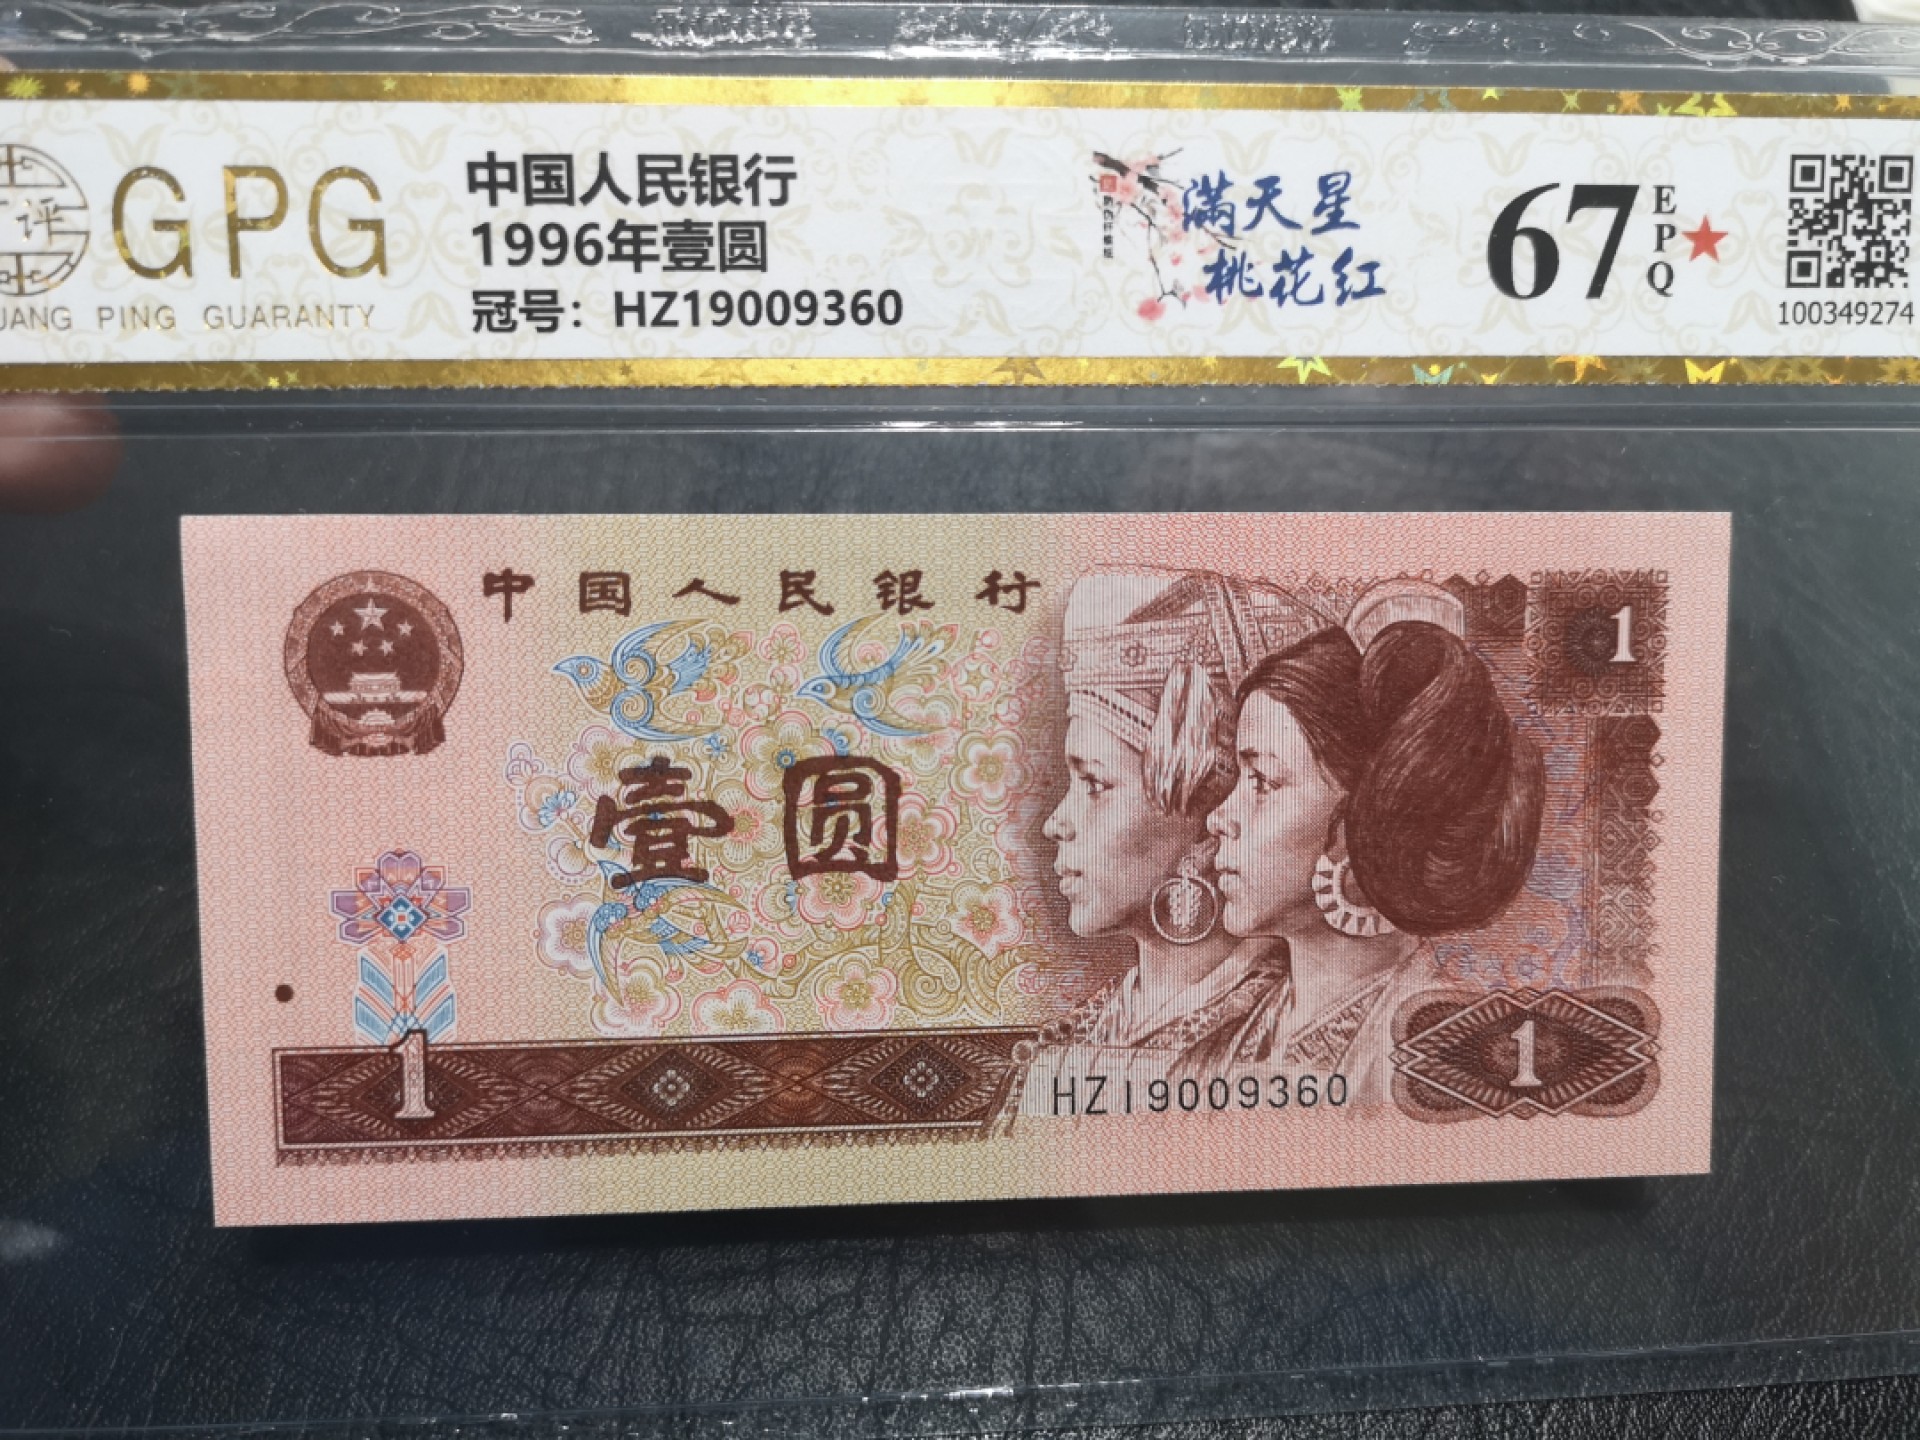 评
GPG
UANG PING GUARANTY
中国人民银行
1996年壹圆
冠号：HZ19009360
满天星
桃花红
67
EPQ
100349274
中国人民银行
1
壹圆
1
1
HZ19009360